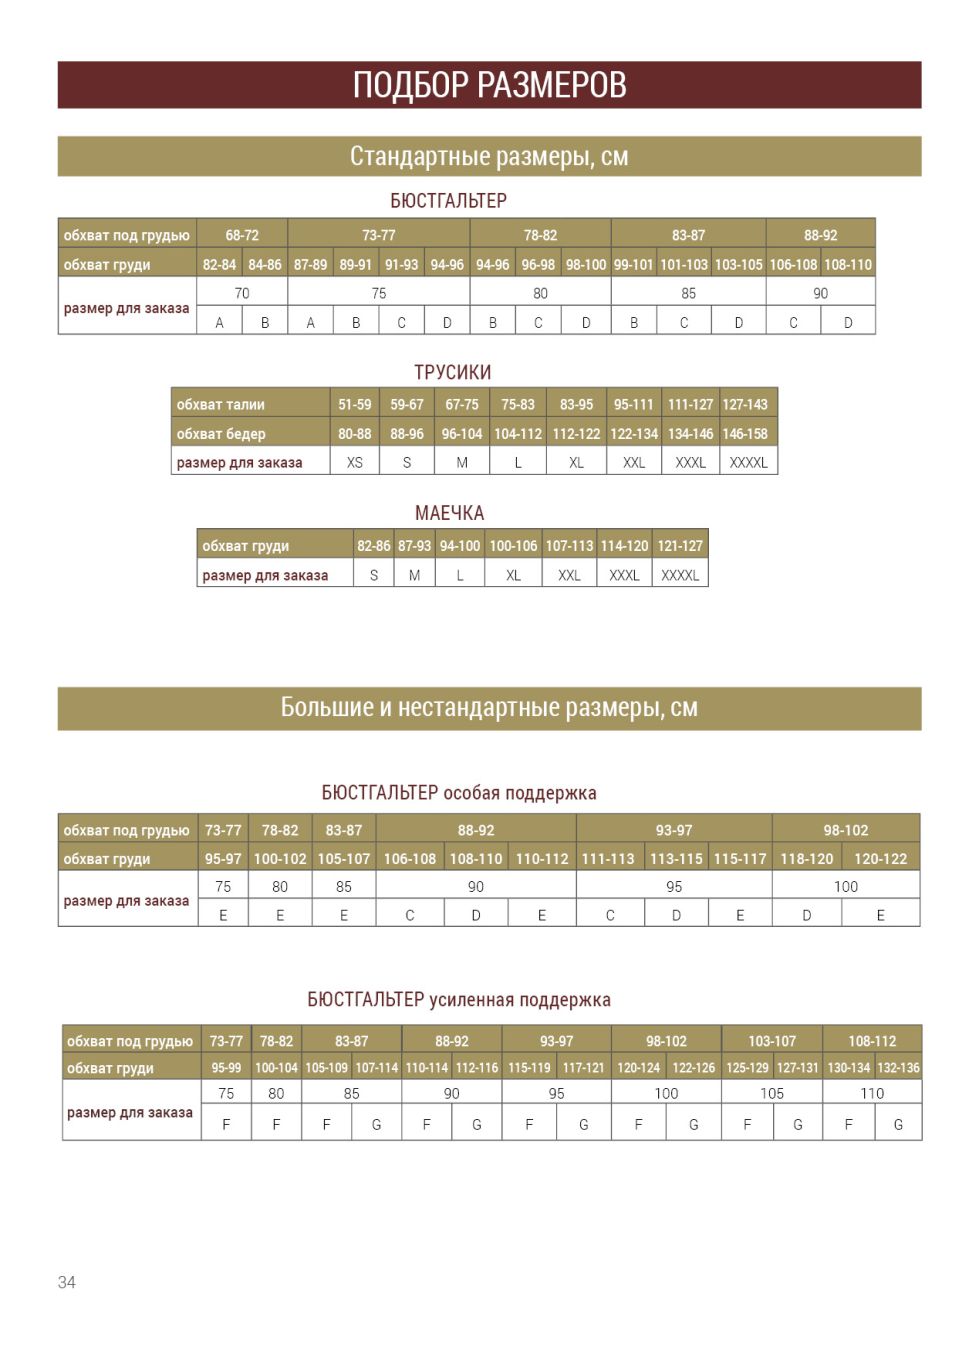 ПОДБОР РАЗМЕРОВ
Стандартные размеры, см
БЮСТГАЛЬТЕР
обхват под грудью 68-72 73-77 78-82 83-87 88-92
обхват груди 82-84 84-86 87-89 89-91 91-93 94-96 94-96 96-98 98-100 99-101 101-103 103-105 106-108 108-110
размер для заказа 70 75 80 85 90
A B A B C D B C D B C D C D
ТРУСИКИ
обхват талии 51-59 59-67 67-75 75-83 83-95 95-111 111-127 127-143
обхват бедер 80-88 88-96 96-104 104-112 112-122 122-134 134-146 146-158
размер для заказа XS S M L XL XXL XXXL XXXXL
МАЕЧКА
обхват груди 82-86 87-93 94-100 100-106 107-113 114-120 121-127
размер для заказа S M L XL XXL XXXL XXXXL
Большие и нестандартные размеры, см
БЮСТГАЛЬТЕР особая поддержка
обхват под грудью 73-77 78-82 83-87 88-92 93-97 98-102
обхват груди 95-97 100-102 105-107 106-108 108-110 110-112 111-113 113-115 115-117 118-120 120-122
размер для заказа 75 80 85 90 95 100
E E E C D E C D E D E
БЮСТГАЛЬТЕР усиленная поддержка
обхват под грудью 73-77 78-82 83-87 88-92 93-97 98-102 103-107 108-112
обхват груди 95-99 100-104 105-109 107-114 110-114 112-116 115-119 117-121 120-124 122-126 125-129 127-131 130-134 132-136
размер для заказа 75 80 85 90 95 100 105 110
F F F G F G F G F G F G F G
34